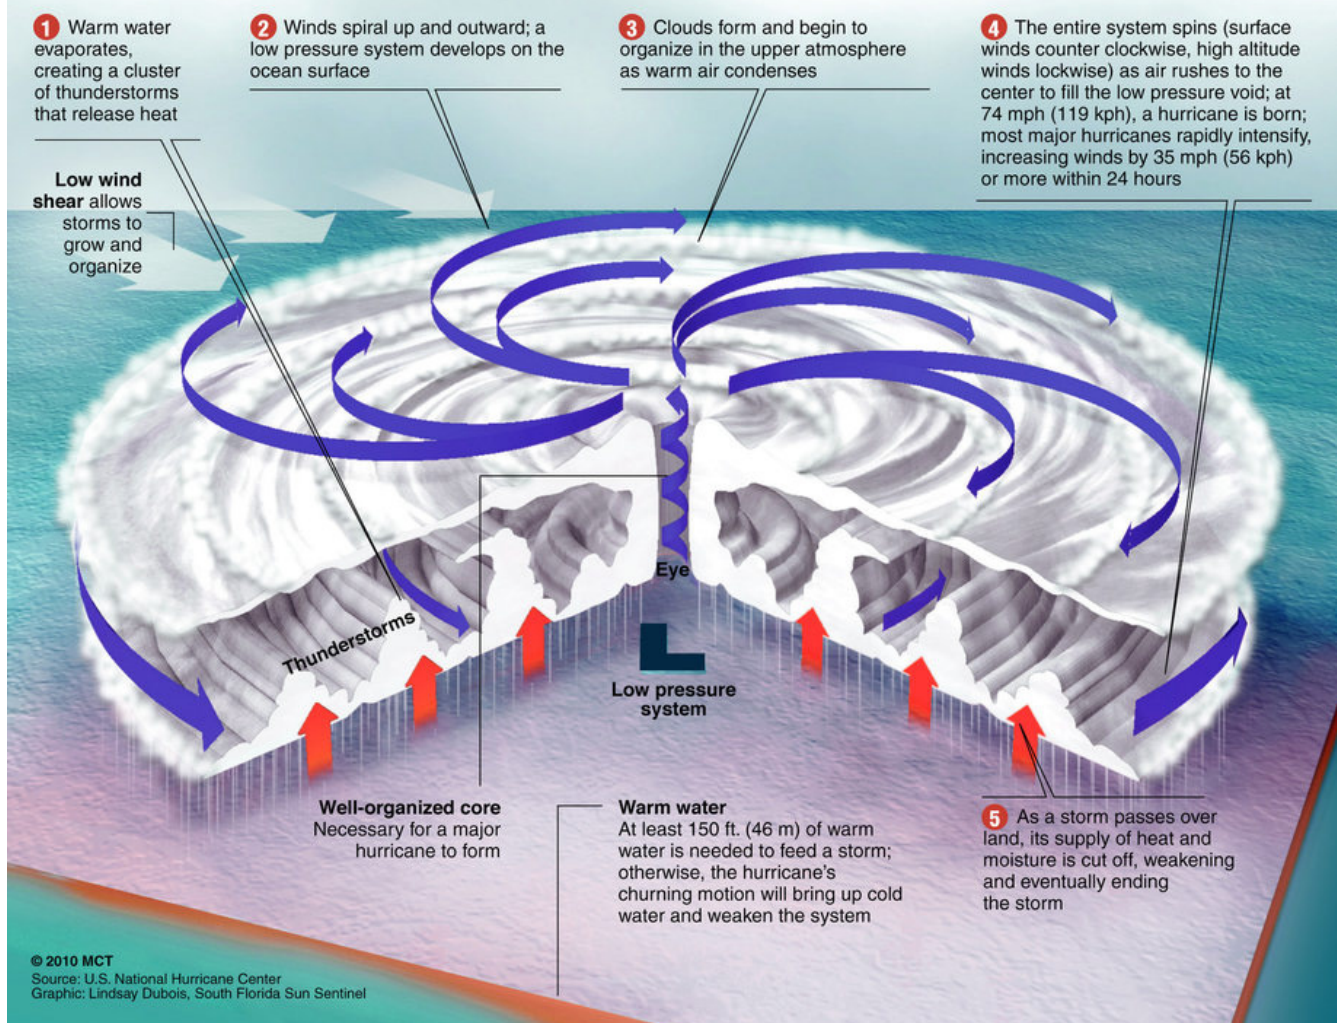 1 Warm water
evaporates,
creating a cluster
of thunderstorms
that release heat
2 Winds spiral up and outward; a
low pressure system develops on the
ocean surface
3 Clouds form and begin to
organize in the upper atmosphere
as warm air condenses
4 The entire system spins (surface
winds counter clockwise, high altitude
winds lockwise) as air rushes to the
center to fill the low pressure void; at
74 mph (119 kph), a hurricane is born;
most major hurricanes rapidly intensify,
increasing winds by 35 mph (56 kph)
or more within 24 hours
Low wind
shear allows
storms to
grow and
organize
Eye
Thunderstorms
Low pressure
system
Well-organized core
Necessary for a major
hurricane to form
Warm water
At least 150 ft. (46 m) of warm
water is needed to feed a storm;
otherwise, the hurricane's
churning motion will bring up cold
water and weaken the system
5 As a storm passes over
land, its supply of heat and
moisture is cut off, weakening
and eventually ending
the storm
© 2010 MCT
Source: U.S. National Hurricane Center
Graphic: Lindsay Dubois, South Florida Sun Sentinel